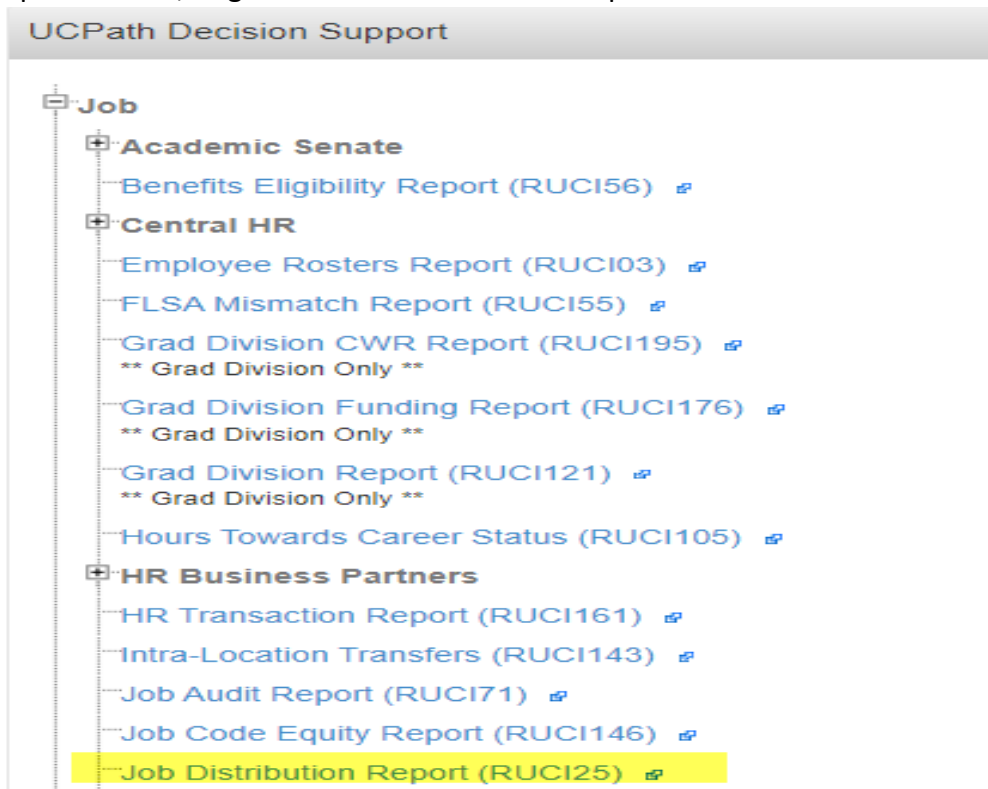 UCPath Decision Support
Job
Academic Senate
Benefits Eligibility Report (RUCI56)
Central HR
Employee Rosters Report (RUCI03)
FLSA Mismatch Report (RUCI55)
Grad Division CWR Report (RUCI195)
** Grad Division Only **
Grad Division Funding Report (RUCI176)
** Grad Division Only **
Grad Division Report (RUCI121)
** Grad Division Only **
Hours Towards Career Status (RUCI105)
HR Business Partners
HR Transaction Report (RUCI161)
Intra-Location Transfers (RUCI143)
Job Audit Report (RUCI71)
Job Code Equity Report (RUCI146)
Job Distribution Report (RUCI25)